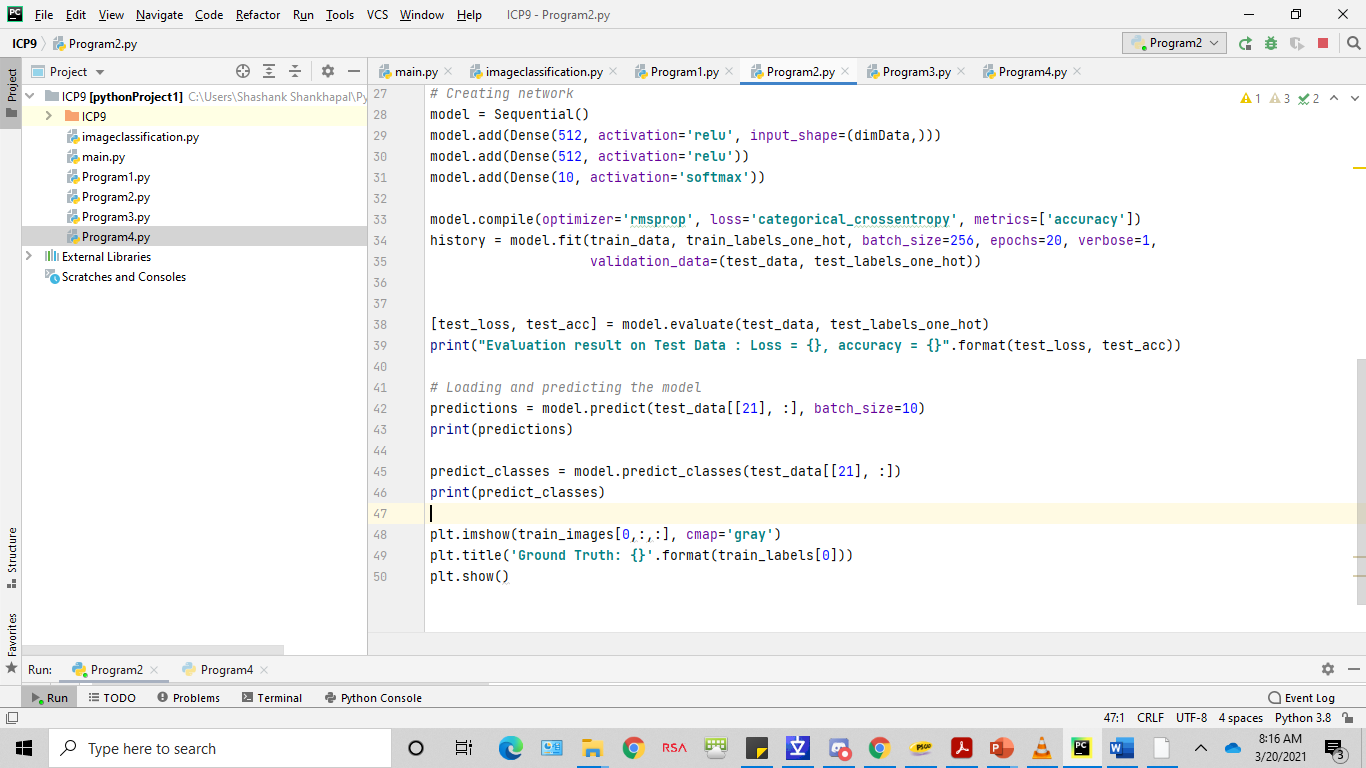 File Edit View Navigate Code Refactor Run Tools VCS Window Help ICP9 - Program2.py
ICP9 Program2.py Program2
Project
Project
main.py imageclassification.py Program1.py Program2.py Program3.py Program4.py
ICP9 [pythonProject1] C:\Users\Shashank Shankhapal\Py
ICP9
imageclassification.py
main.py
Program1.py
Program2.py
Program3.py
Program4.py
External Libraries
Scratches and Consoles
1 3 2
27 # Creating network
28 model = Sequential()
29 model.add(Dense(512, activation='relu', input_shape=(dimData,)))
30 model.add(Dense(512, activation='relu'))
31 model.add(Dense(10, activation='softmax'))
32
33 model.compile(optimizer='rmsprop', loss='categorical_crossentropy', metrics=['accuracy'])
34 history = model.fit(train_data, train_labels_one_hot, batch_size=256, epochs=20, verbose=1,
35 validation_data=(test_data, test_labels_one_hot))
36
37
38 [test_loss, test_acc] = model.evaluate(test_data, test_labels_one_hot)
39 print("Evaluation result on Test Data : Loss = {}, accuracy = {}".format(test_loss, test_acc))
40
41 # Loading and predicting the model
42 predictions = model.predict(test_data[[21], :], batch_size=10)
43 print(predictions)
44
45 predict_classes = model.predict_classes(test_data[[21], :])
46 print(predict_classes)
47
48 plt.imshow(train_images[0,:,:], cmap='gray')
49 plt.title('Ground Truth: {}'.format(train_labels[0]))
50 plt.show()
Structure
Favorites
Run: Program2 Program4
Run TODO Problems Terminal Python Console Event Log
47:1 CRLF UTF-8 4 spaces Python 3.8
Type here to search
RSA
PSCP
8:16 AM
3/20/2021
3